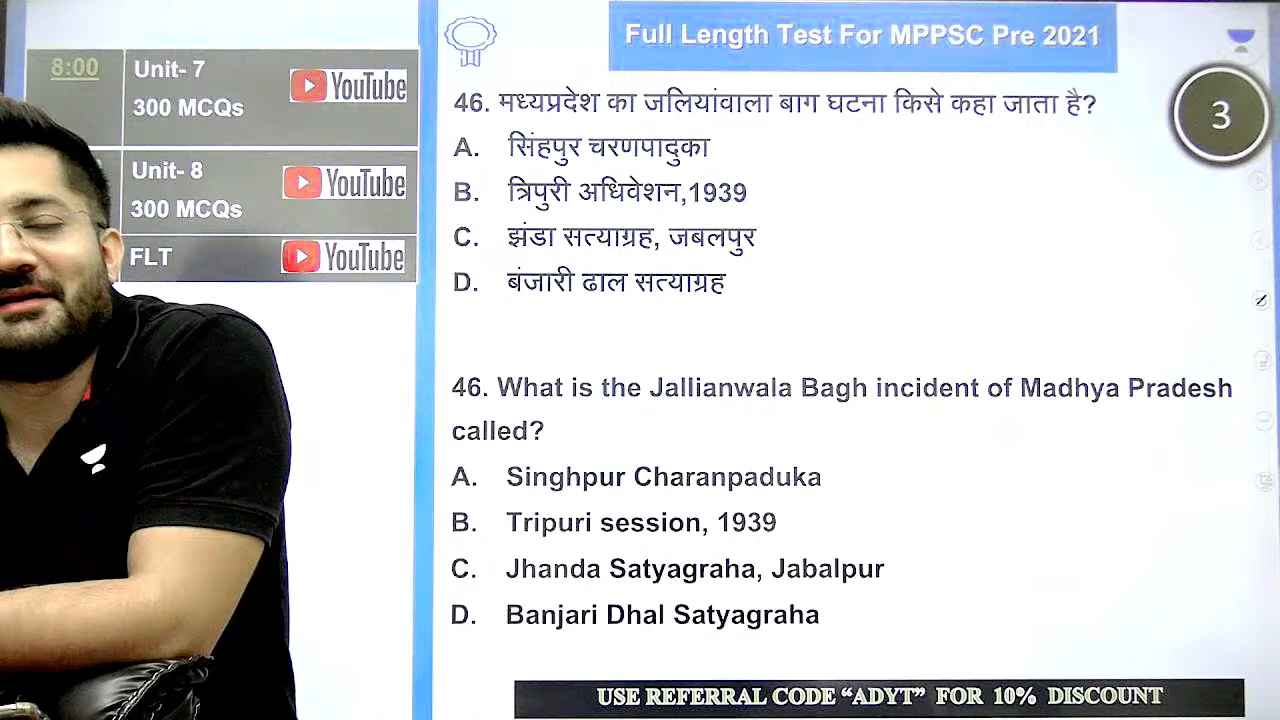 Full Length Test For MPPSC Pre 2021
8:00
Unit- 7
300 MCQs
YouTube
Unit- 8
300 MCQs
YouTube
FLT
YouTube
3
46. मध्यप्रदेश का जलियांवाला बाग घटना किसे कहा जाता है?
A. सिंहपुर चरणपादुका
B. त्रिपुरी अधिवेशन,1939
C. झंडा सत्याग्रह, जबलपुर
D. बंजारी ढाल सत्याग्रह
46. What is the Jallianwala Bagh incident of Madhya Pradesh
called?
A. Singhpur Charanpaduka
B. Tripuri session, 1939
C. Jhanda Satyagraha, Jabalpur
D. Banjari Dhal Satyagraha
USE REFERRAL CODE “ADYT” FOR 10% DISCOUNT